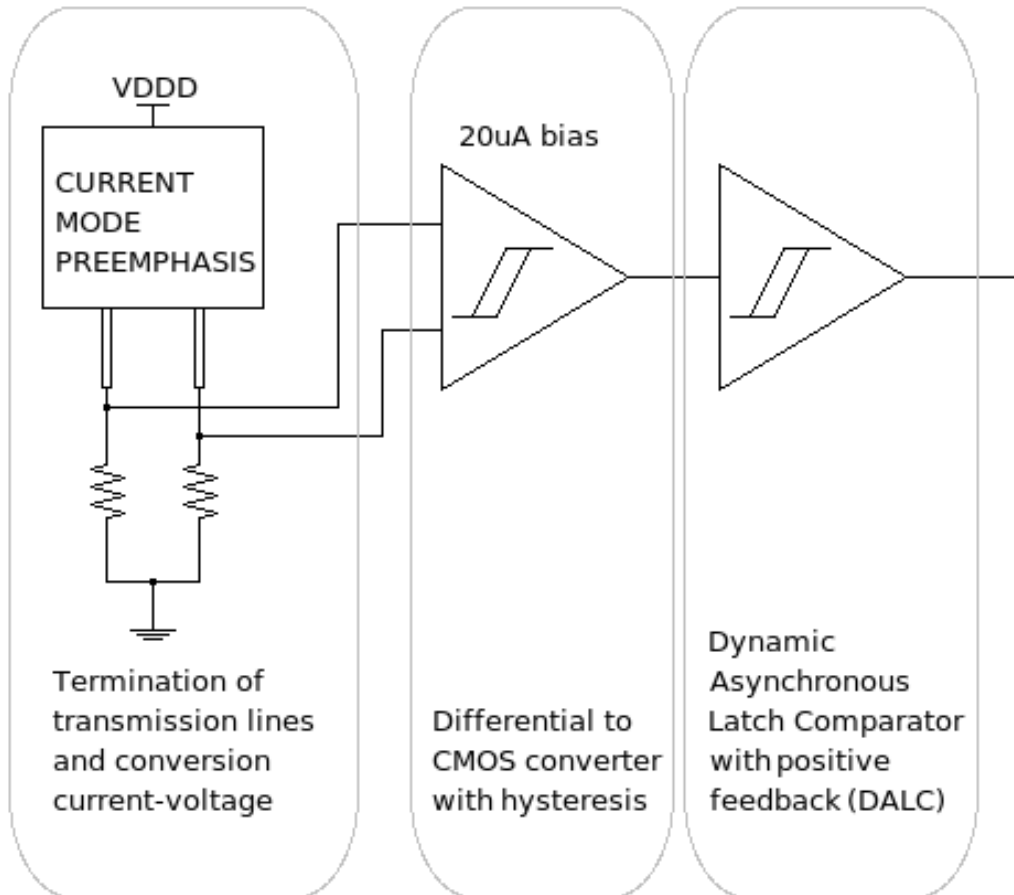 VDDD
CURRENT
MODE
PREEMPHASIS
Termination of
transmission lines
and conversion
current-voltage
20uA bias
Differential to
CMOS converter
with hysteresis
Dynamic
Asynchronous
Latch Comparator
with positive
feedback (DALC)